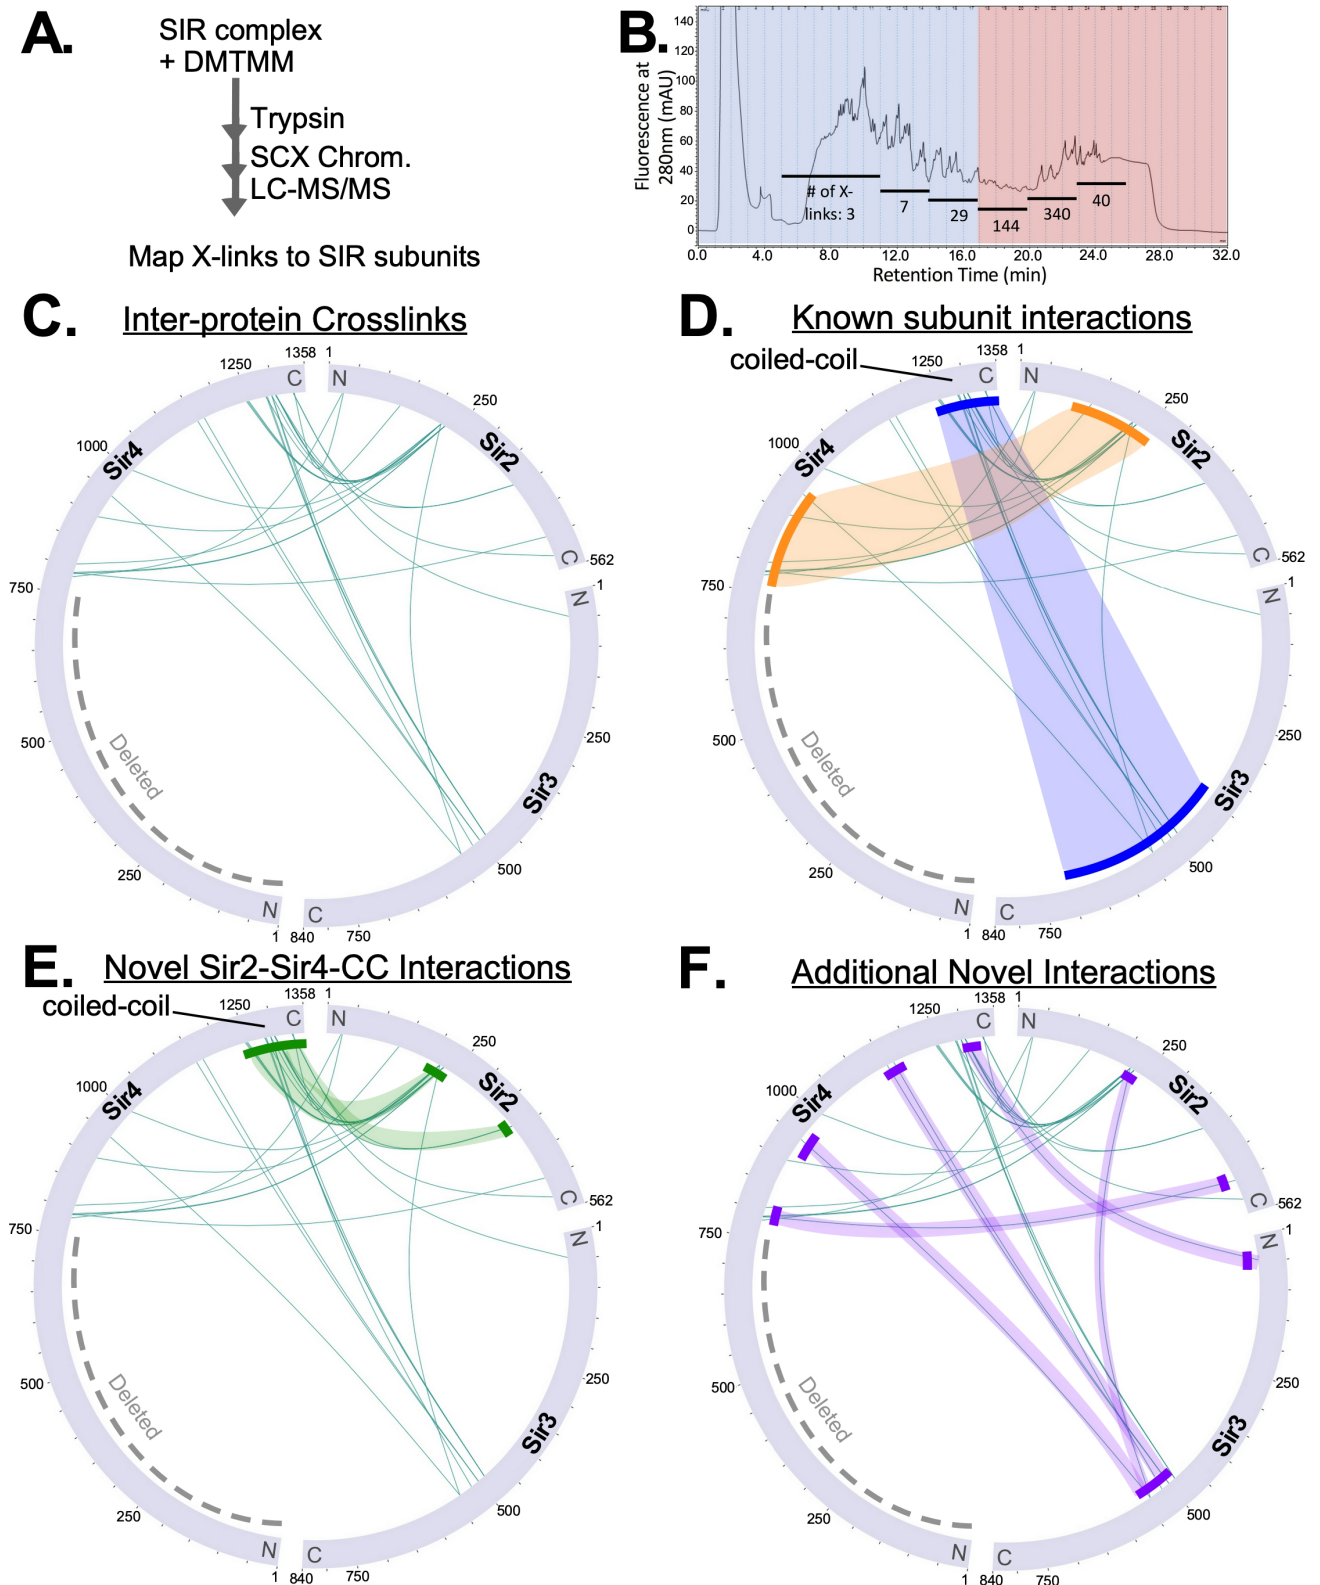 A.
SIR complex
+ DMTMM
Trypsin
SCX Chrom.
LC-MS/MS
Map X-links to SIR subunits
B.
Fluorescence at
280nm (mAU)
140
120
100
80
60
40
20
0
# of X-
links: 3
7
29
144
340
40
0.0 4.0 8.0 12.0 16.0 20.0 24.0 28.0 32.0
Retention Time (min)
C.
Inter-protein Crosslinks
1358 1
1250
C N
250
1000
Sir4
Sir2
C
562
1
N
750
500
Deleted
250
Sir3
500
250
N C
1 840 750
D.
Known subunit interactions
coiled-coil
1358 1
1250
C N
250
1000
Sir4
Sir2
C
562
1
N
750
500
Deleted
250
Sir3
500
250
N C
1 840 750
E.
Novel Sir2-Sir4-CC Interactions
coiled-coil
1358 1
1250
C N
250
1000
Sir4
Sir2
C
562
1
N
750
500
Deleted
250
Sir3
500
250
N C
1 840 750
F.
Additional Novel Interactions
1358 1
1250
C N
250
1000
Sir4
Sir2
C
562
1
N
750
500
Deleted
250
Sir3
500
250
N C
1 840 750